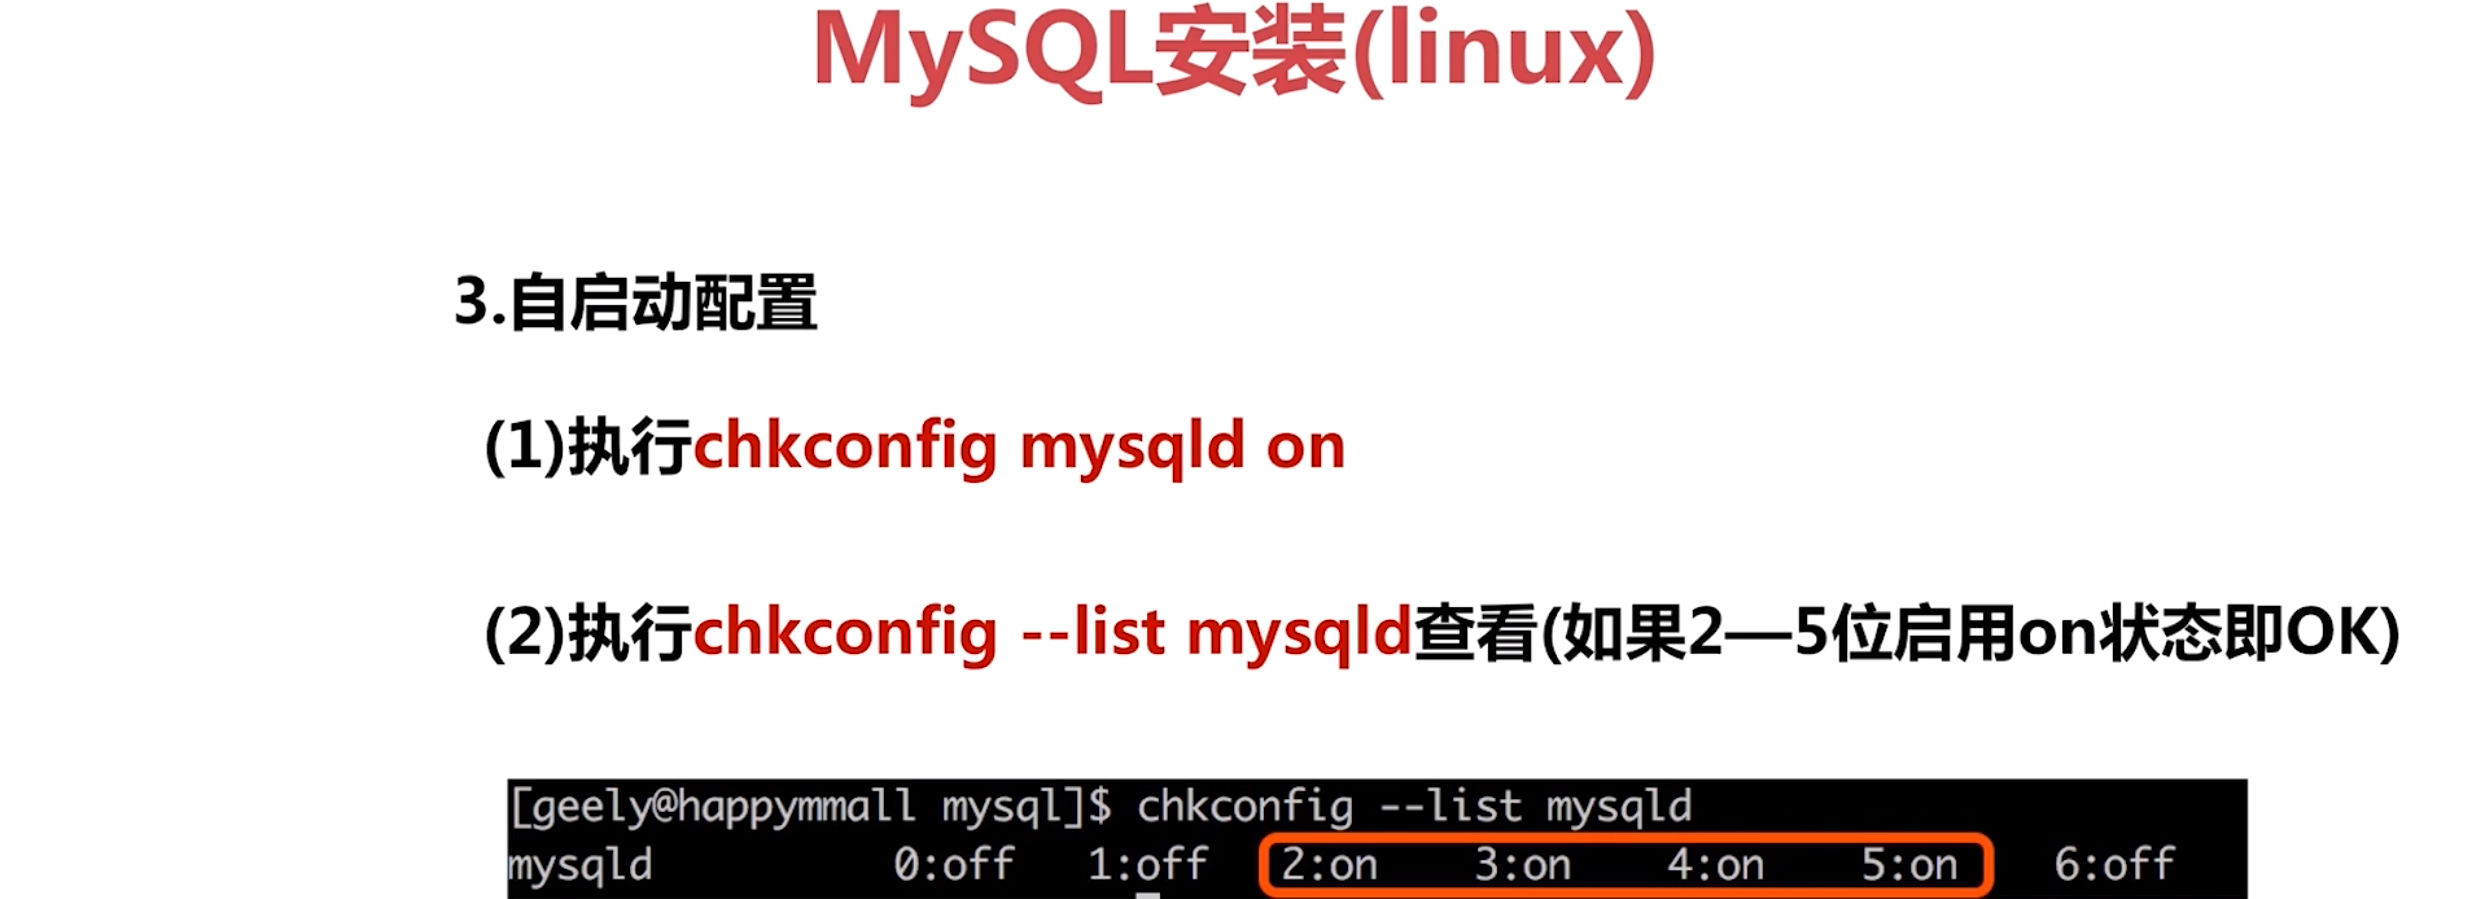 MySQL安装(linux)
3.自启动配置
(1)执行chkconfig mysqld on
(2)执行chkconfig --list mysqld查看(如果2—5位启用on状态即OK)
[geely@happymmall mysql]$ chkconfig --list mysqld
mysqld 0:off 1:off 2:on 3:on 4:on 5:on 6:off